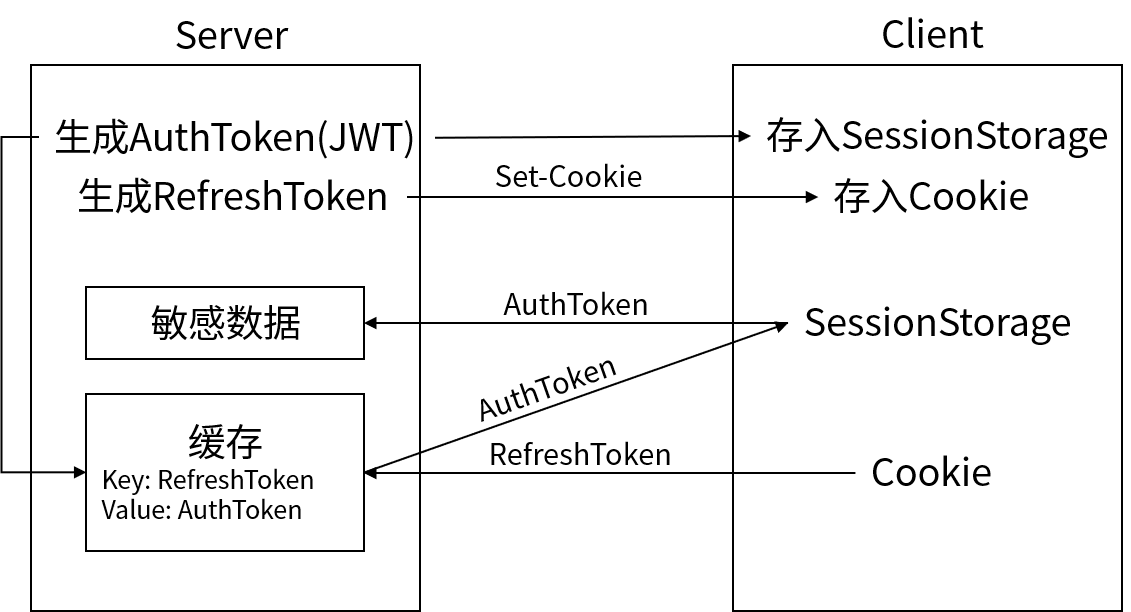 Server
Client
生成AuthToken(JWT)
存入SessionStorage
Set-Cookie
生成RefreshToken
存入Cookie
AuthToken
敏感数据
SessionStorage
AuthToken
缓存
RefreshToken
Key: RefreshToken
Value: AuthToken
Cookie